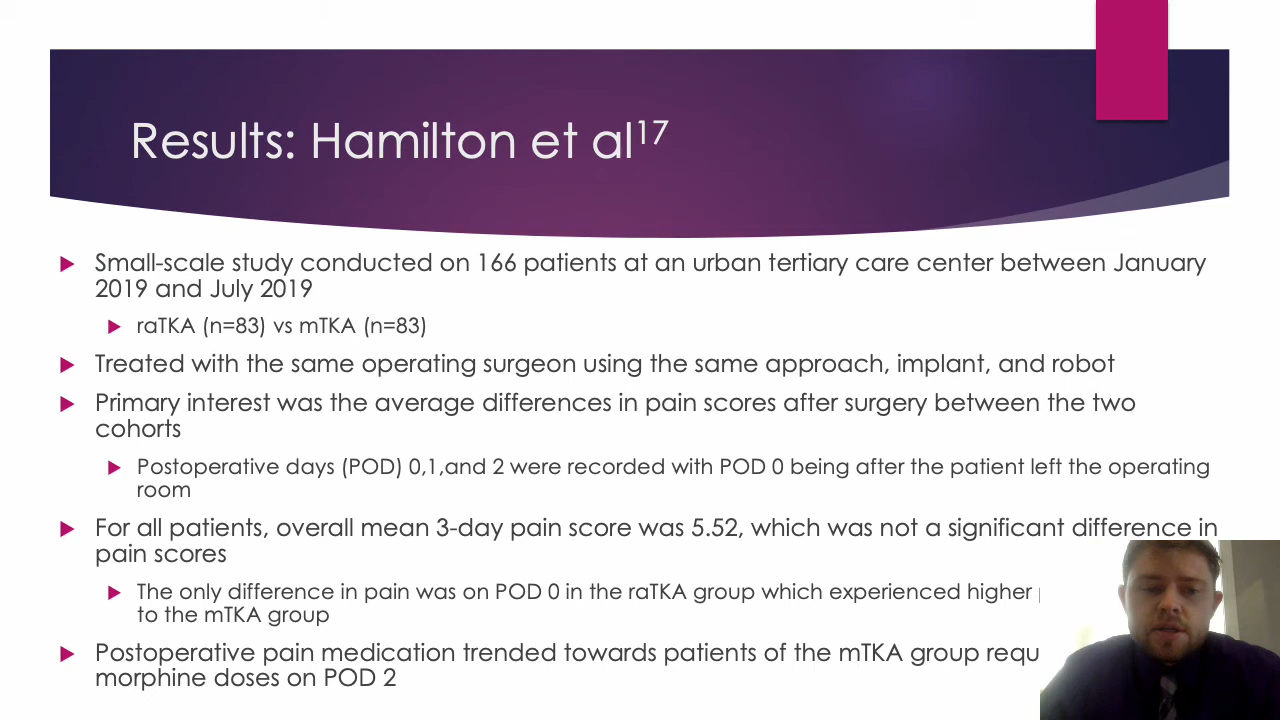 Results: Hamilton et al17
Small-scale study conducted on 166 patients at an urban tertiary care center between January
2019 and July 2019
raTKA (n=83) vs mTKA (n=83)
Treated with the same operating surgeon using the same approach, implant, and robot
Primary interest was the average differences in pain scores after surgery between the two
cohorts
Postoperative days (POD) 0,1,and 2 were recorded with POD 0 being after the patient left the operating
room
For all patients, overall mean 3-day pain score was 5.52, which was not a significant difference in
pain scores
The only difference in pain was on POD 0 in the raTKA group which experienced higher
to the mTKA group
Postoperative pain medication trended towards patients of the mTKA group
morphine doses on POD 2